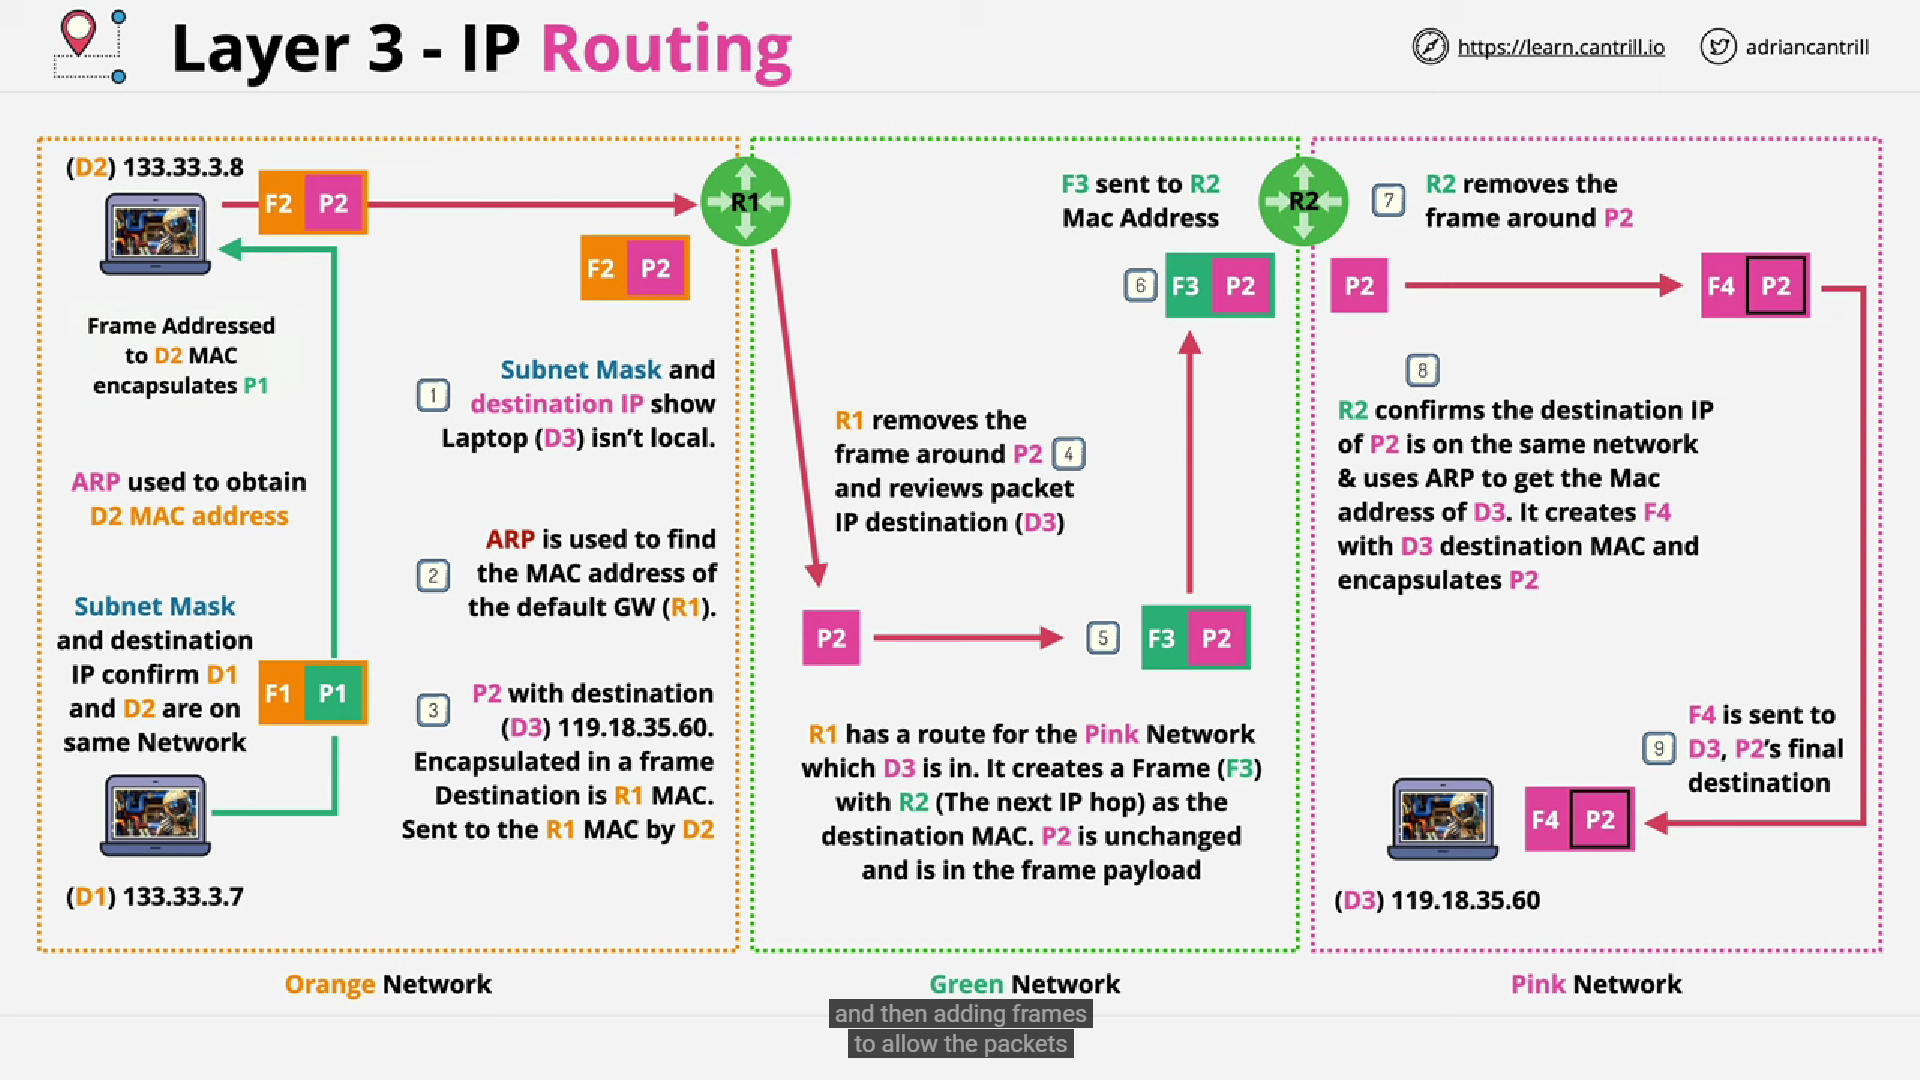 Layer 3 - IP Routing
https://learn.cantrill.io
adriancantrill
(D2) 133.33.3.8
F2 P2
R1
F2 P2
Frame Addressed
to D2 MAC
encapsulates P1
ARP used to obtain
D2 MAC address
Subnet Mask
and destination
IP confirm D1
and D2 are on
same Network
F1 P1
(D1) 133.33.3.7
1
Subnet Mask and
destination IP show
Laptop (D3) isn't local.
2
ARP is used to find
the MAC address of
the default GW (R1).
3
P2 with destination
(D3) 119.18.35.60.
Encapsulated in a frame
Destination is R1 MAC.
Sent to the R1 MAC by D2
Orange Network
R1 removes the
frame around P2 4
and reviews packet
IP destination (D3)
P2
5
F3 P2
R1 has a route for the Pink Network
which D3 is in. It creates a Frame (F3)
with R2 (The next IP hop) as the
destination MAC. P2 is unchanged
and is in the frame payload
F3 sent to R2
Mac Address
6
F3 P2
Green Network
R2
7
R2 removes the
frame around P2
P2
F4 P2
8
R2 confirms the destination IP
of P2 is on the same network
& uses ARP to get the Mac
address of D3. It creates F4
with D3 destination MAC and
encapsulates P2
9
F4 is sent to
D3, P2's final
destination
F4 P2
(D3) 119.18.35.60
Pink Network
and then adding frames
to allow the packets